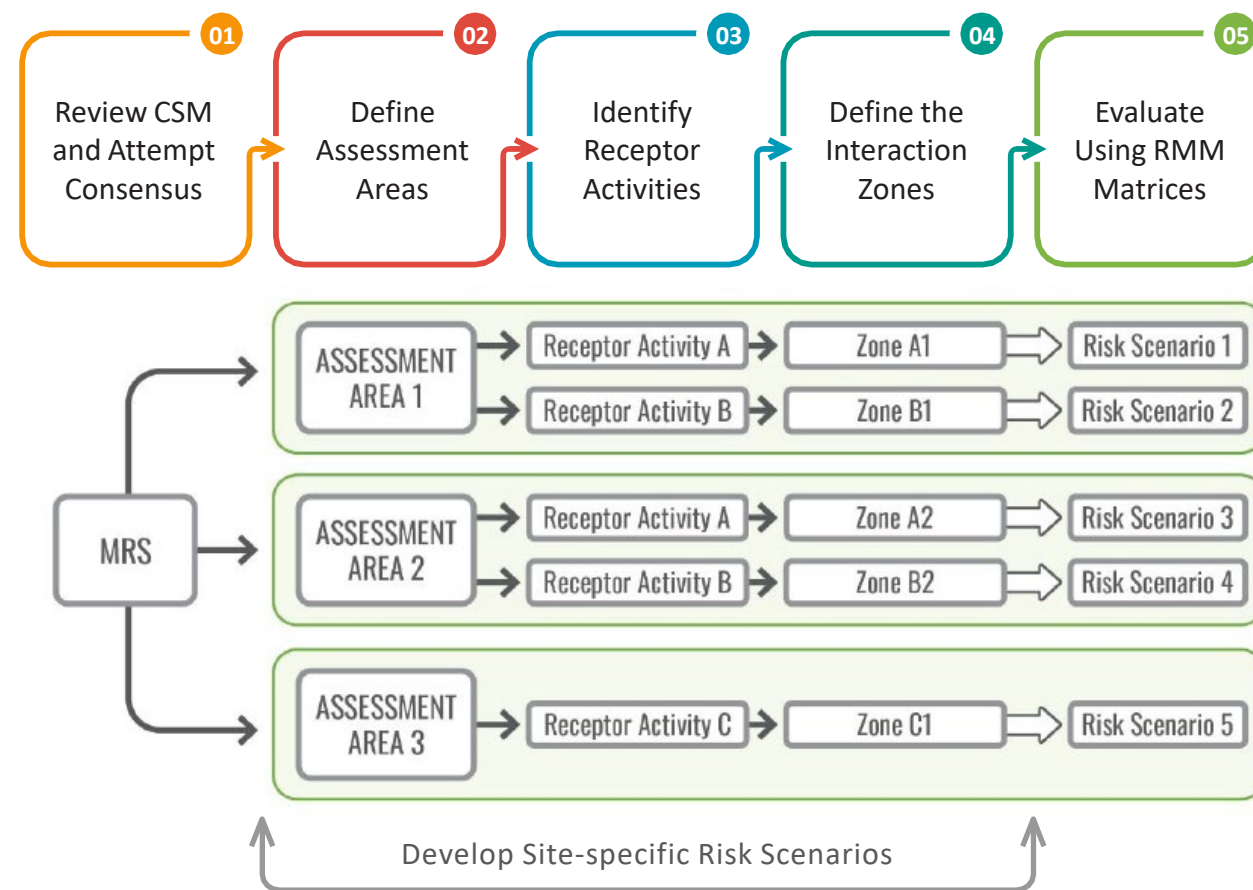 01
Review CSM
and Attempt
Consensus
02
Define
Assessment
Areas
03
Identify
Receptor
Activities
04
Define the
Interaction
Zones
05
Evaluate
Using RMM
Matrices
MRS
ASSESSMENT
AREA 1
Receptor Activity A
Zone A1
Risk Scenario 1
Receptor Activity B
Zone B1
Risk Scenario 2
ASSESSMENT
AREA 2
Receptor Activity A
Zone A2
Risk Scenario 3
Receptor Activity B
Zone B2
Risk Scenario 4
ASSESSMENT
AREA 3
Receptor Activity C
Zone C1
Risk Scenario 5
Develop Site-specific Risk Scenarios